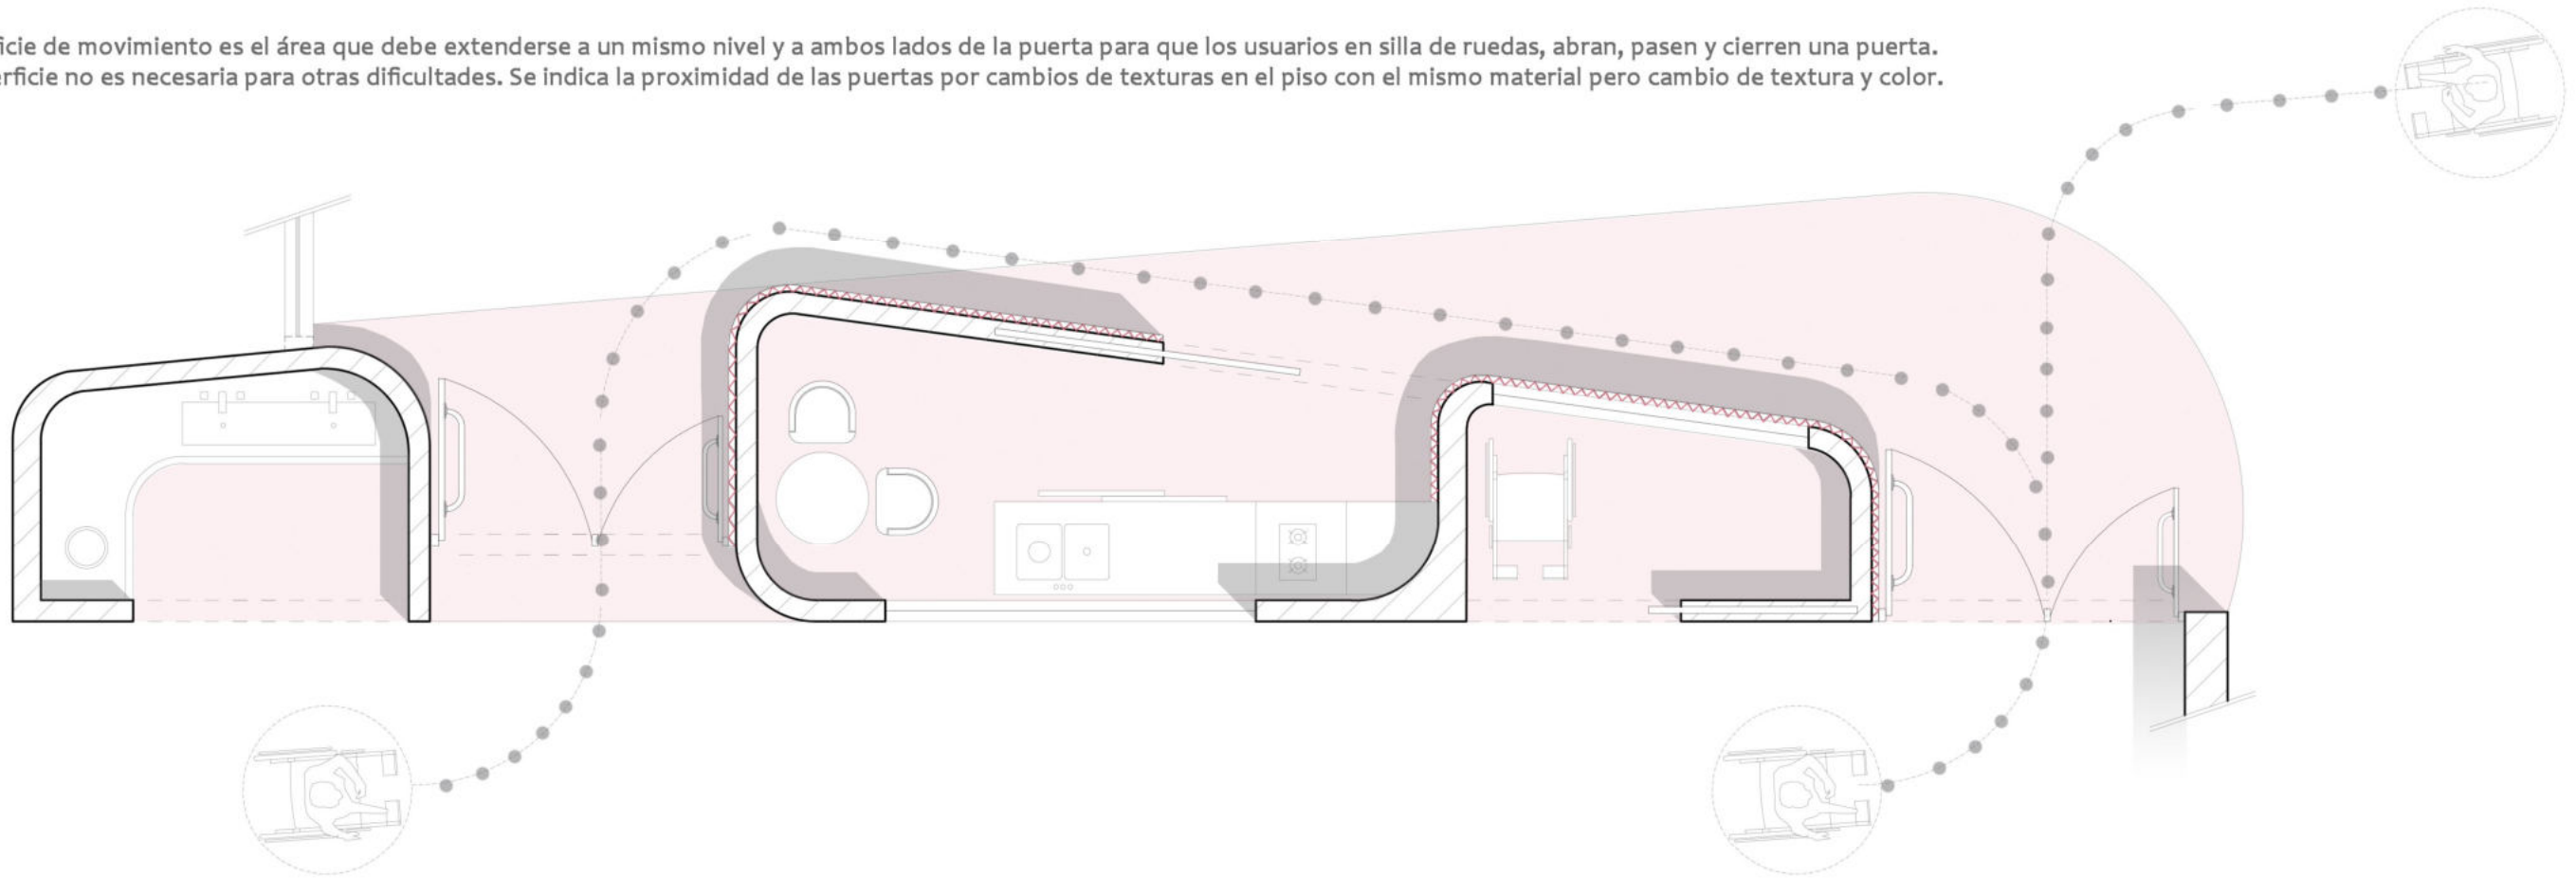 icie de movimiento es el área que debe extenderse a un mismo nivel y a ambos lados de la puerta para que los usuarios en silla de ruedas, abran, pasen y cierren una puerta.
erficie no es necesaria para otras dificultades. Se indica la proximidad de las puertas por cambios de texturas en el piso con el mismo material pero cambio de textura y color.